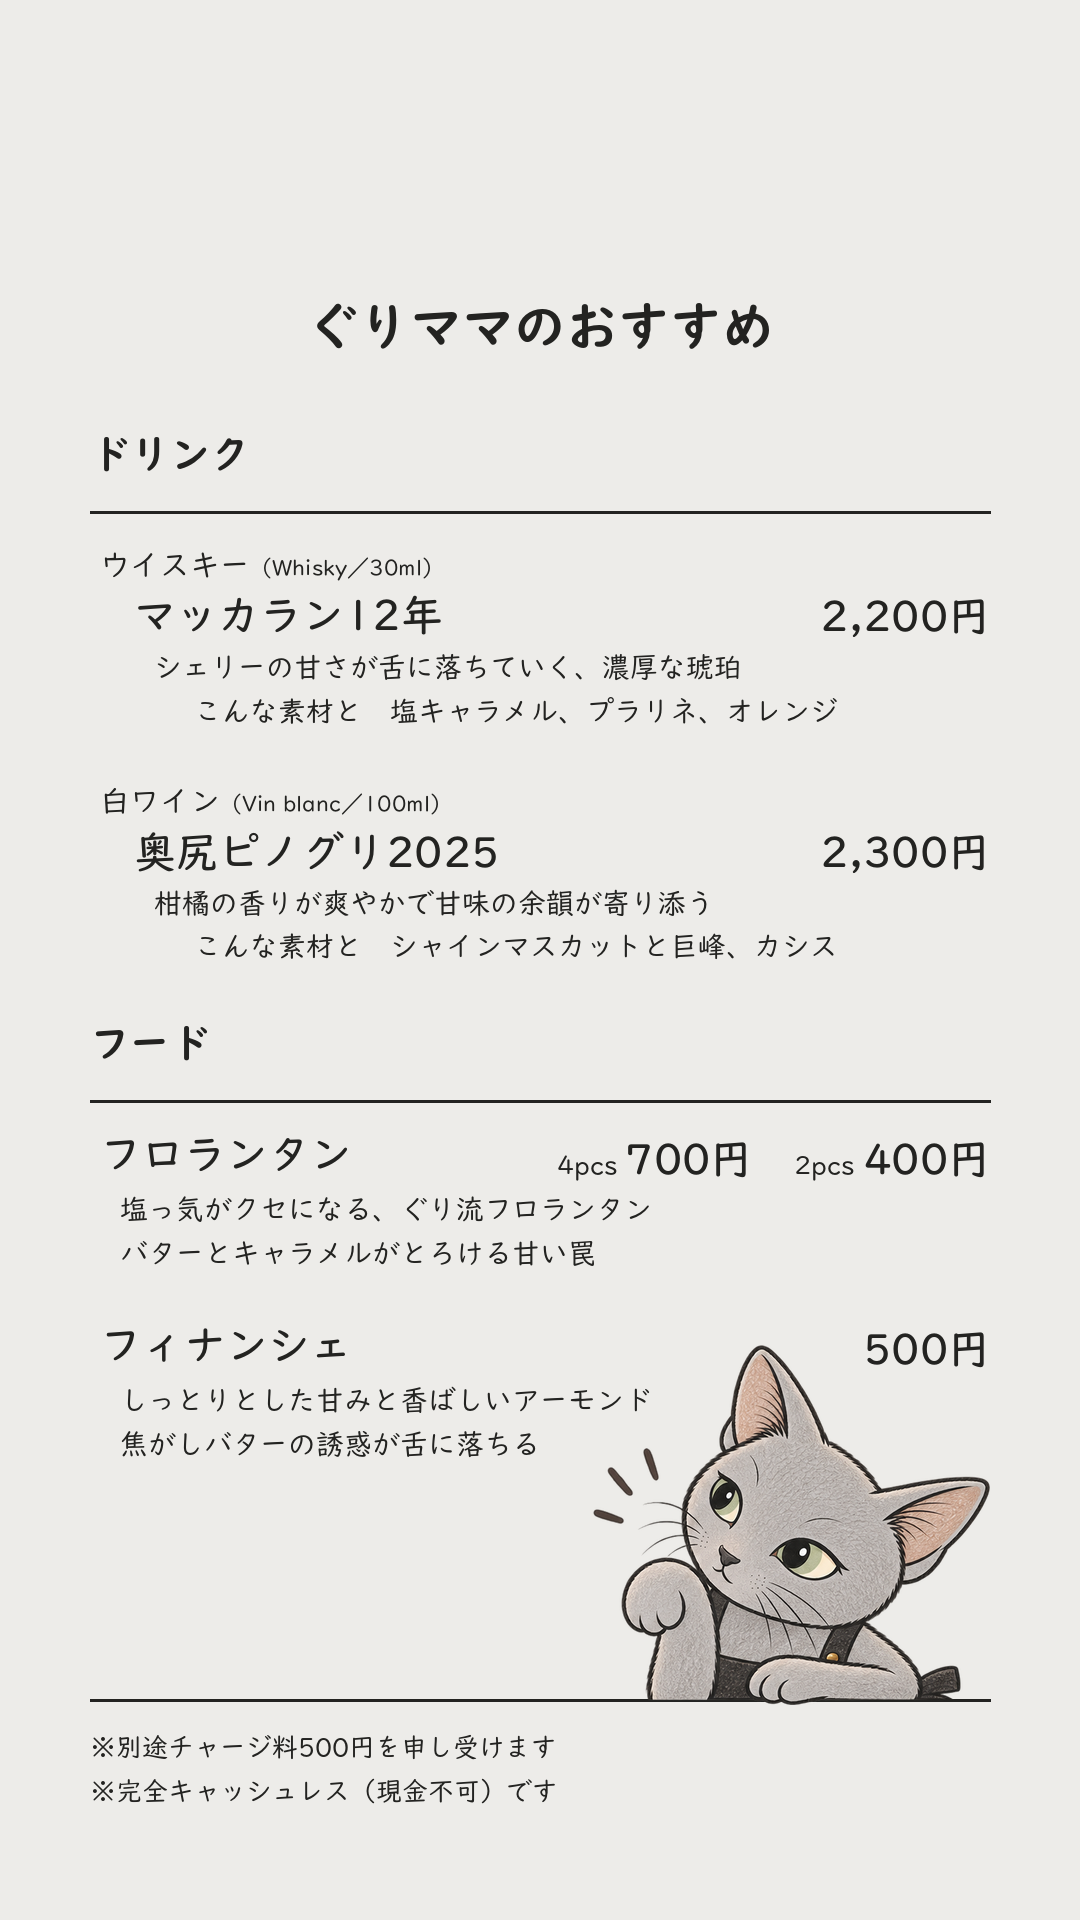 ぐりママのおすすめ
ドリンク
ウイスキー（Whisky／30ml）
マッカラン12年 2,200円
シェリーの甘さが舌に落ちていく、濃厚な琥珀
こんな素材と　塩キャラメル、プラリネ、オレンジ
白ワイン（Vin blanc／100ml）
奥尻ピノグリ2025 2,300円
柑橘の香りが爽やかで甘味の余韻が寄り添う
こんな素材と　シャインマスカットと巨峰、カシス
フード
フロランタン 4pcs 700円 2pcs 400円
塩っ気がクセになる、ぐり流フロランタン
バターとキャラメルがとろける甘い罠
フィナンシェ 500円
しっとりとした甘みと香ばしいアーモンド
焦がしバターの誘惑が舌に落ちる
※別途チャージ料500円を申し受けます
※完全キャッシュレス（現金不可）です